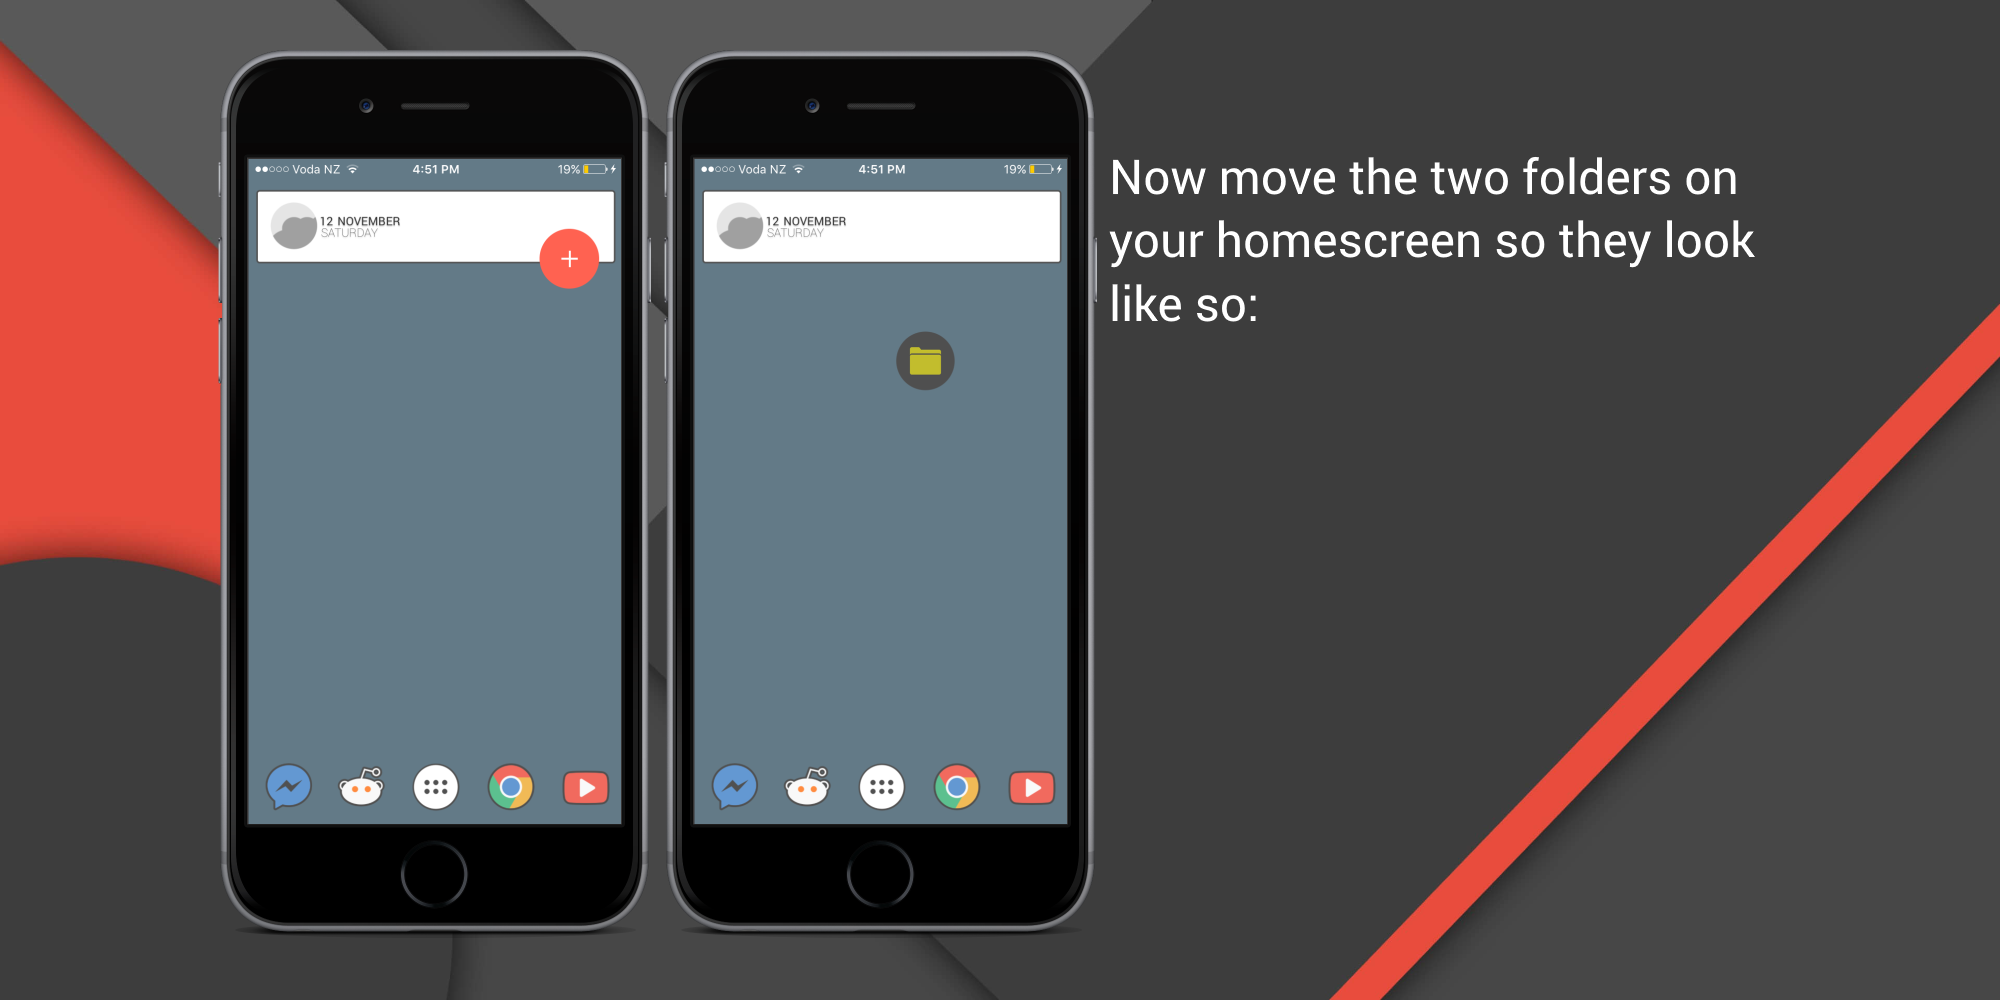 Voda NZ
4:51 PM
19%
12 NOVEMBER
SATURDAY
+
Voda NZ
4:51 PM
19%
12 NOVEMBER
SATURDAY
Now move the two folders on
your homescreen so they look
like so: